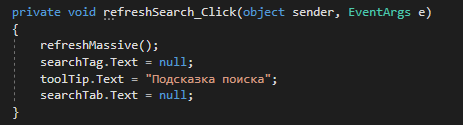 private void refreshSearch_Click(object sender, EventArgs e)
{
    refreshMassive();
    searchTag.Text = null;
    toolTip.Text = "Подсказка поиска";
    searchTab.Text = null;
}